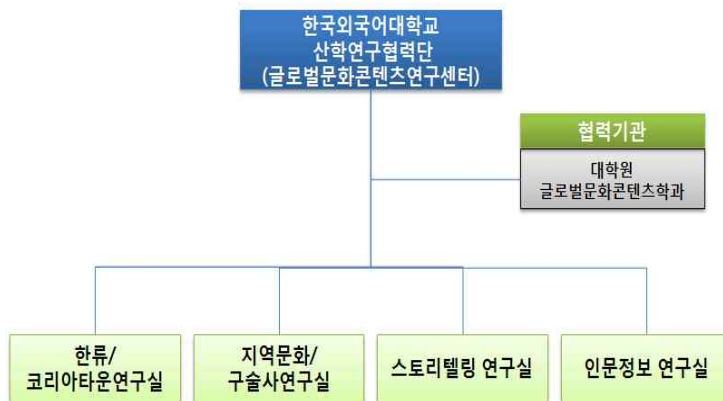 한국외국어대학교
산학연구협력단
(글로벌문화콘텐츠연구센터)
협력기관
대학원
글로벌문화콘텐츠학과
한류/
코리아타운연구실
지역문화/
구술사연구실
스토리텔링 연구실
인문정보 연구실